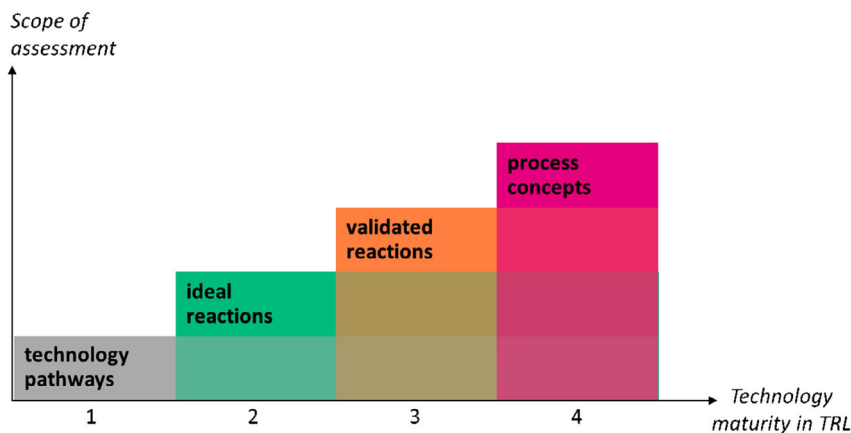 Scope of
assessment
process
concepts
validated
reactions
ideal
reactions
technology
pathways
1
2
3
4
Technology
maturity in TRL